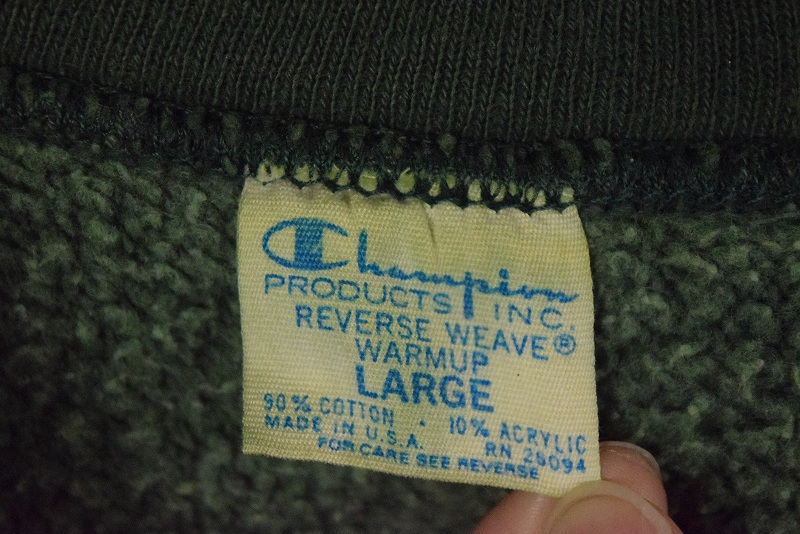 Champion
PRODUCTS INC.
REVERSE WEAVE®
WARMUP
LARGE
90% COTTON · 10% ACRYLIC
MADE IN U.S.A. RN 26094
FOR CARE SEE REVERSE